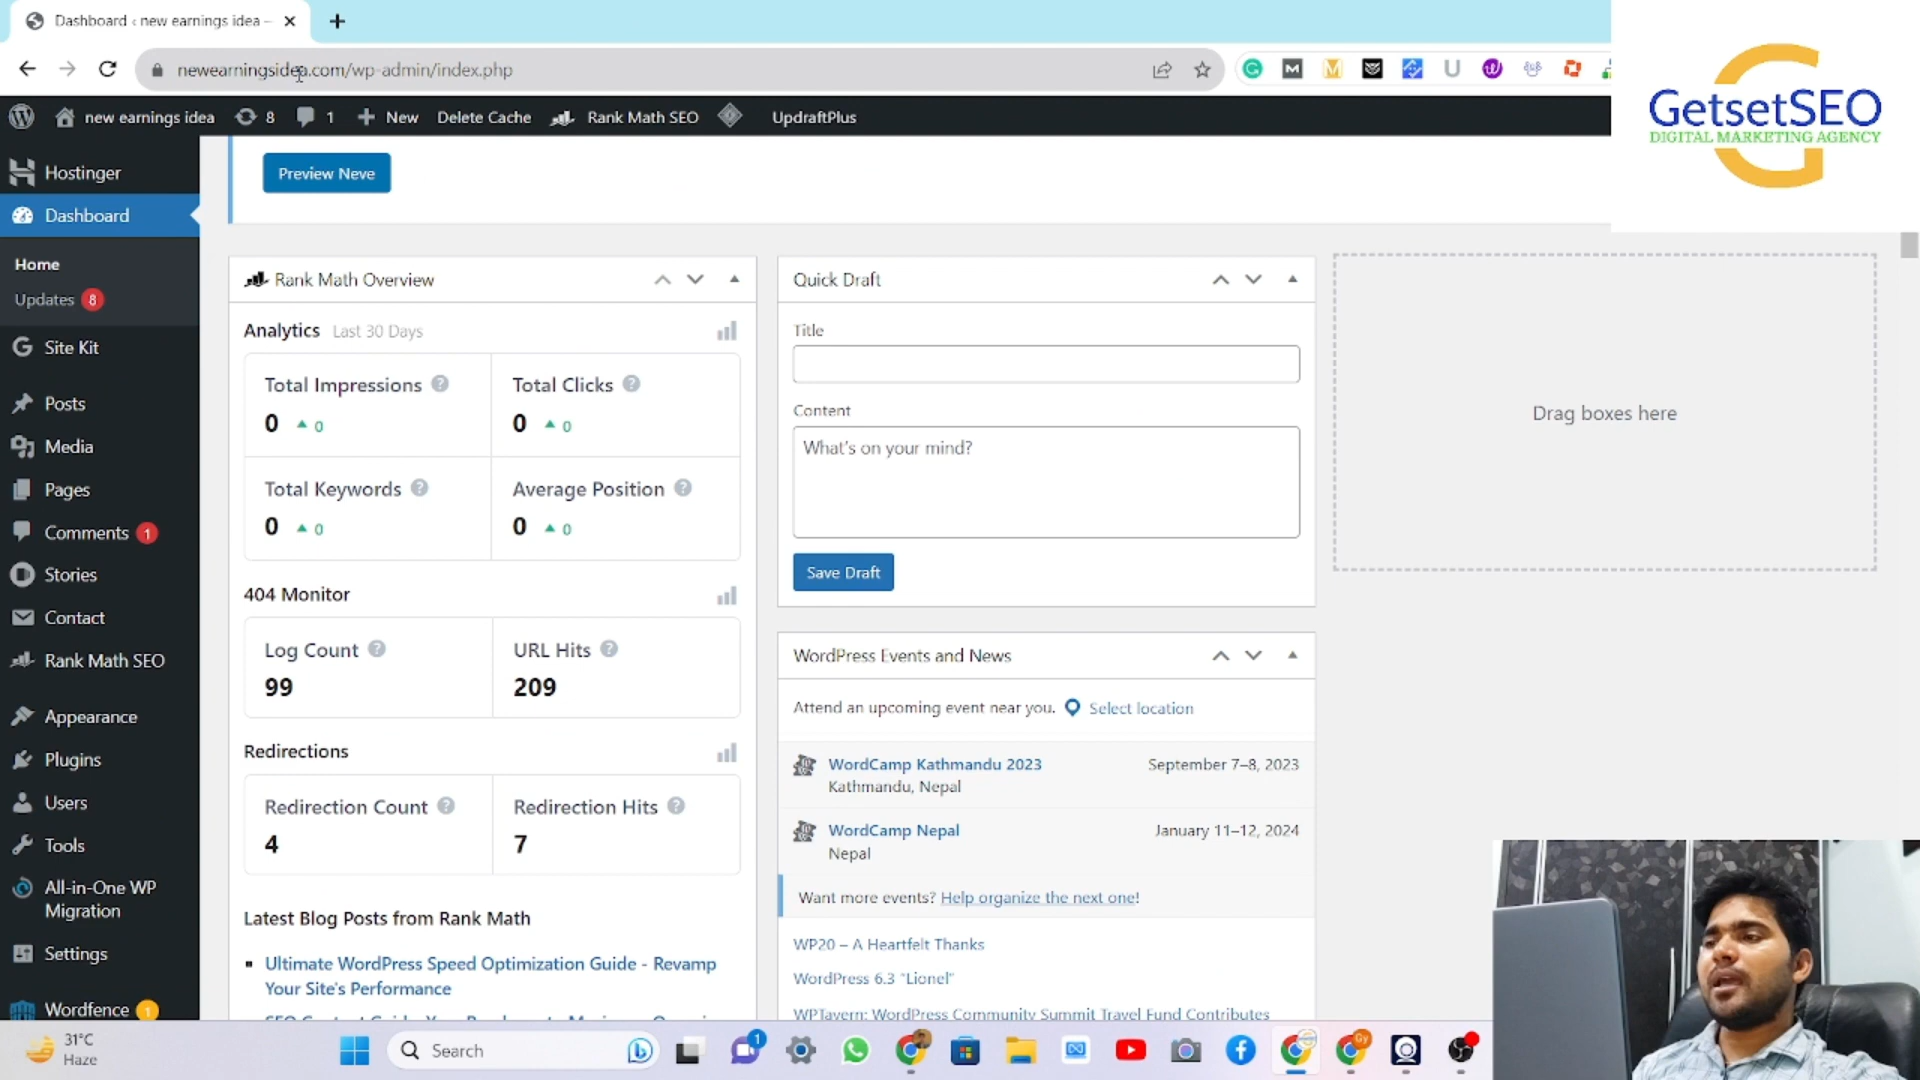 Dashboard ‹ new earnings idea –
newearningsidea.com/wp-admin/index.php
GetsetSEO
DIGITAL MARKETING AGENCY
new earnings idea
8
1
New
Delete Cache
Rank Math SEO
UpdraftPlus
Hostinger
Dashboard
Home
Updates 8
Site Kit
Posts
Media
Pages
Comments 1
Stories
Contact
Rank Math SEO
Appearance
Plugins
Users
Tools
All-in-One WP
Migration
Settings
Wordfence 1
Preview Neve
Rank Math Overview
Analytics Last 30 Days
Total Impressions
0 0
Total Clicks
0 0
Total Keywords
0 0
Average Position
0 0
404 Monitor
Log Count
99
URL Hits
209
Redirections
Redirection Count
4
Redirection Hits
7
Latest Blog Posts from Rank Math
Ultimate WordPress Speed Optimization Guide - Revamp
Your Site's Performance
Quick Draft
Title
Content
What's on your mind?
Save Draft
WordPress Events and News
Attend an upcoming event near you. Select location
WordCamp Kathmandu 2023 September 7–8, 2023
Kathmandu, Nepal
WordCamp Nepal January 11–12, 2024
Nepal
Want more events? Help organize the next one!
WP20 – A Heartfelt Thanks
WordPress 6.3 "Lionel"
WPTavern: WordPress Community Summit Travel Fund Contributes
Drag boxes here
31°C
Haze
Search
1
Gy